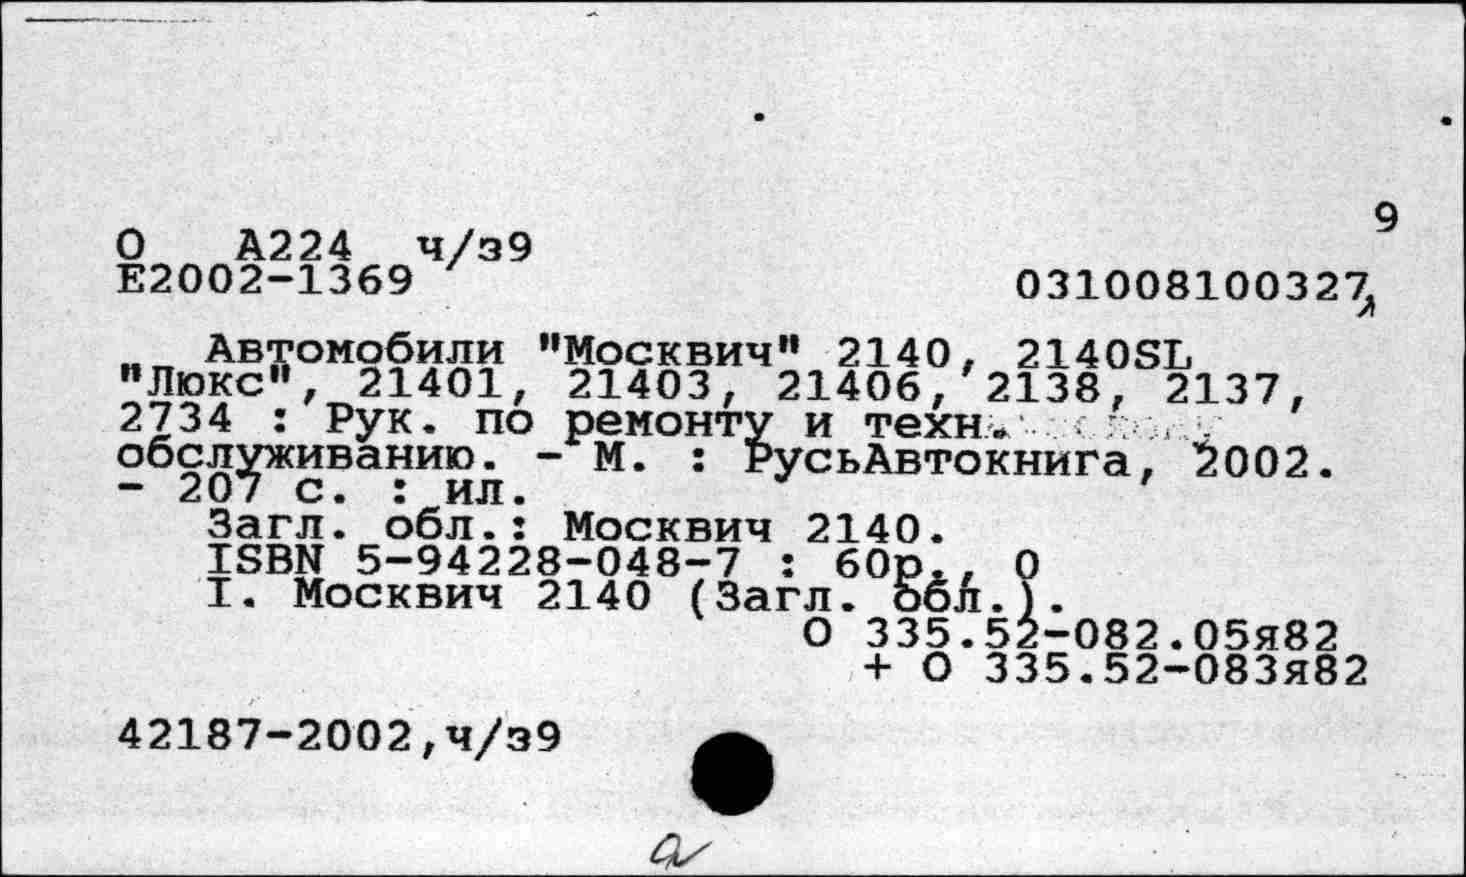 9
О А224 ч/з9
Е2002-1369 031008100327
Автомобили "Москвич" 2140, 2140SL
"Люкс", 21401, 21403, 21406, 2138, 2137,
2734 : Рук. по ремонту и техн.
обслуживанию. - М. : РусьАвтокнига, 2002.
- 207 с. : ил.
Загл. обл.: Москвич 2140.
ISBN 5-94228-048-7 : 60р., 0
I. Москвич 2140 (Загл. обл.).
О 335.52-082.05я82
+ О 335.52-083я82
42187-2002,ч/з9